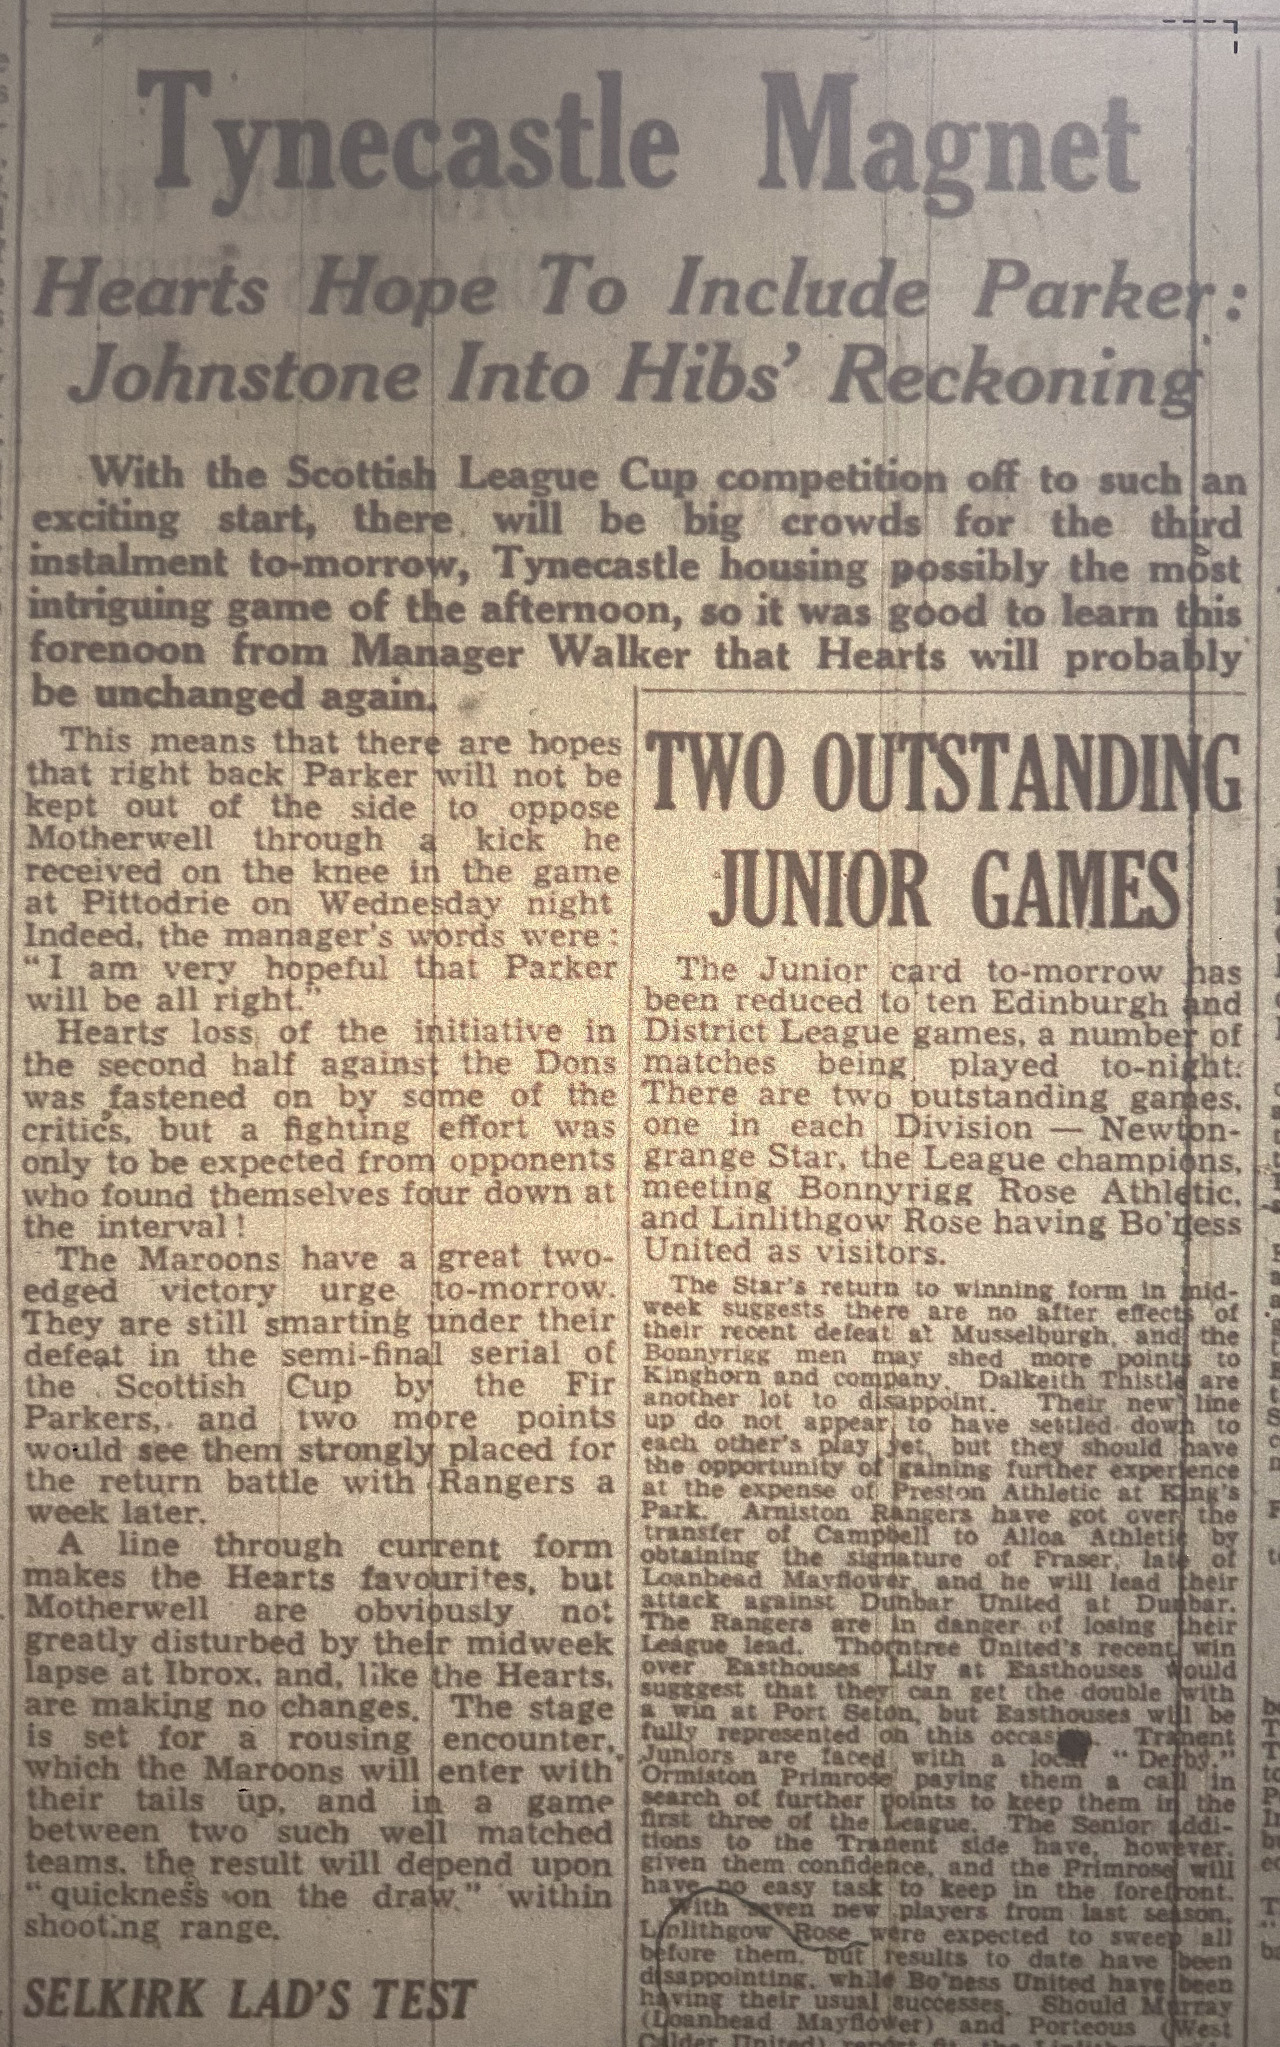 Tynecastle Magnet
Hearts Hope To Include Parker:
Johnstone Into Hibs' Reckoning
With the Scottish League Cup competition off to such an
exciting start, there will be big crowds for the third
instalment to-morrow, Tynecastle housing possibly the most
intriguing game of the afternoon, so it was good to learn this
forenoon from Manager Walker that Hearts will probably
be unchanged again.
This means that there are hopes
that right back Parker will not be
kept out of the side to oppose
Motherwell through a kick he
received on the knee in the game
at Pittodrie on Wednesday night
Indeed, the manager's words were:
"I am very hopeful that Parker
will be all right."
Hearts loss of the initiative in
the second half against the Dons
was fastened on by some of the
critics, but a fighting effort was
only to be expected from opponents
who found themselves four down at
the interval!
The Maroons have a great two-
edged victory urge to-morrow.
They are still smarting under their
defeat in the semi-final serial of
the Scottish Cup by the Fir
Parkers, and two more points
would see them strongly placed for
the return battle with Rangers a
week later.
A line through current form
makes the Hearts favourites, but
Motherwell are obviously not
greatly disturbed by their midweek
lapse at Ibrox, and, like the Hearts,
are making no changes. The stage
is set for a rousing encounter,
which the Maroons will enter with
their tails up, and in a game
between two such well matched
teams, the result will depend upon
"quickness on the draw" within
shooting range.
SELKIRK LAD'S TEST
TWO OUTSTANDING
JUNIOR GAMES
The Junior card to-morrow has
been reduced to ten Edinburgh and
District League games, a number of
matches being played to-night.
There are two outstanding games,
one in each Division — Newton-
grange Star, the League champions,
meeting Bonnyrigg Rose Athletic,
and Linlithgow Rose having Bo'ness
United as visitors.
The Star's return to winning form in mid-
week suggests there are no after effects of
their recent defeat at Musselburgh, and the
Bonnyrigg men may shed more points to
Kinghorn and company. Dalkeith Thistle are
another lot to disappoint. Their new line
up do not appear to have settled down to
each other's play yet, but they should have
the opportunity of gaining further experience
at the expense of Preston Athletic at King's
Park. Arniston Rangers have got over the
transfer of Campbell to Alloa Athletic by
obtaining the signature of Fraser, late of
Loanhead Mayflower, and he will lead their
attack against Dunbar United at Dunbar.
The Rangers are in danger of losing their
League lead. Thorntree United's recent win
over Easthouses Lily at Easthouses would
suggest that they can get the double with
a win at Port Seton, but Easthouses will be
fully represented on this occasion. Tranent
Juniors are faced with a local "Derby,"
Ormiston Primrose paying them a call in
search of further points to keep them in the
first three of the League. The Senior addi-
tions to the Tranent side have, however,
given them confidence, and the Primrose will
have no easy task to keep in the forefront.
With seven new players from last season,
Linlithgow Rose were expected to sweep all
before them, but results to date have been
disappointing, while Bo'ness United have been
having their usual successes. Should Murray
(Loanhead Mayflower) and Porteous (West
Calder United) report fit, the